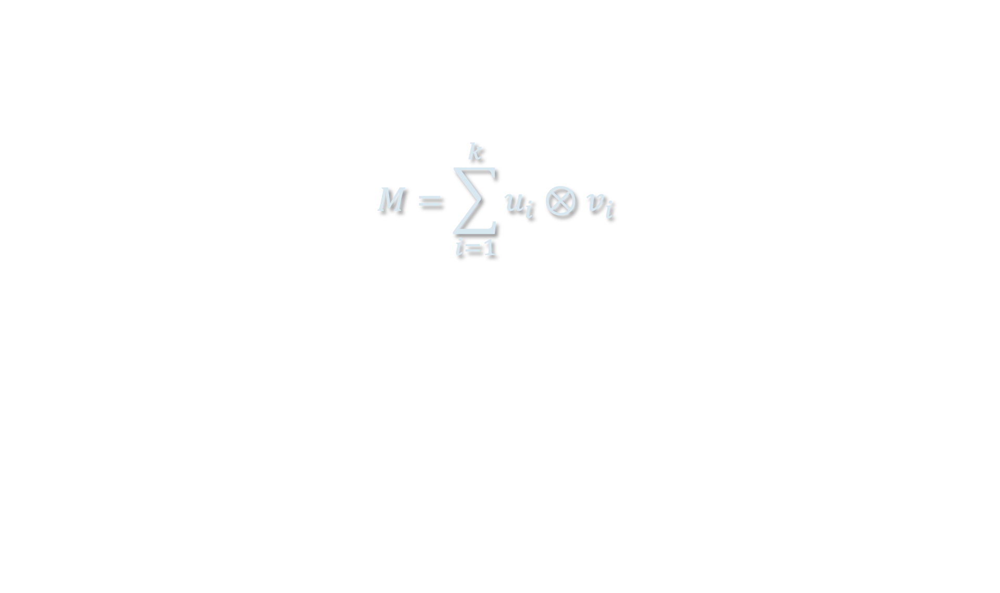 M = ∑_{i=1}^{k} u_i ⊗ v_i